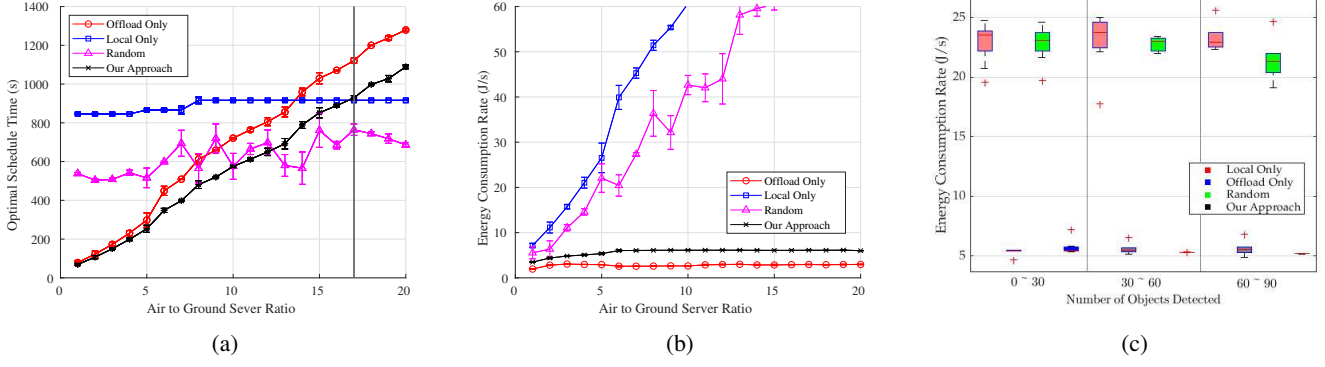 1400
1200
1000
800
600
400
200
0
Optimal Schedule Time (s)
Offload Only
Local Only
Random
Our Approach
0 5 10 15 20
Air to Ground Sever Ratio
(a)
60
50
40
30
20
10
0
Energy Consumption Rate (J/s)
Offload Only
Local Only
Random
Our Approach
0 5 10 15 20
Air to Ground Sever Ratio
(b)
25
20
15
10
5
Energy Consumption Rate (J/s)
Local Only
Offload Only
Random
Our Approach
0 ~ 30 30 ~ 60 60 ~ 90
Number of Objects Detected
(c)